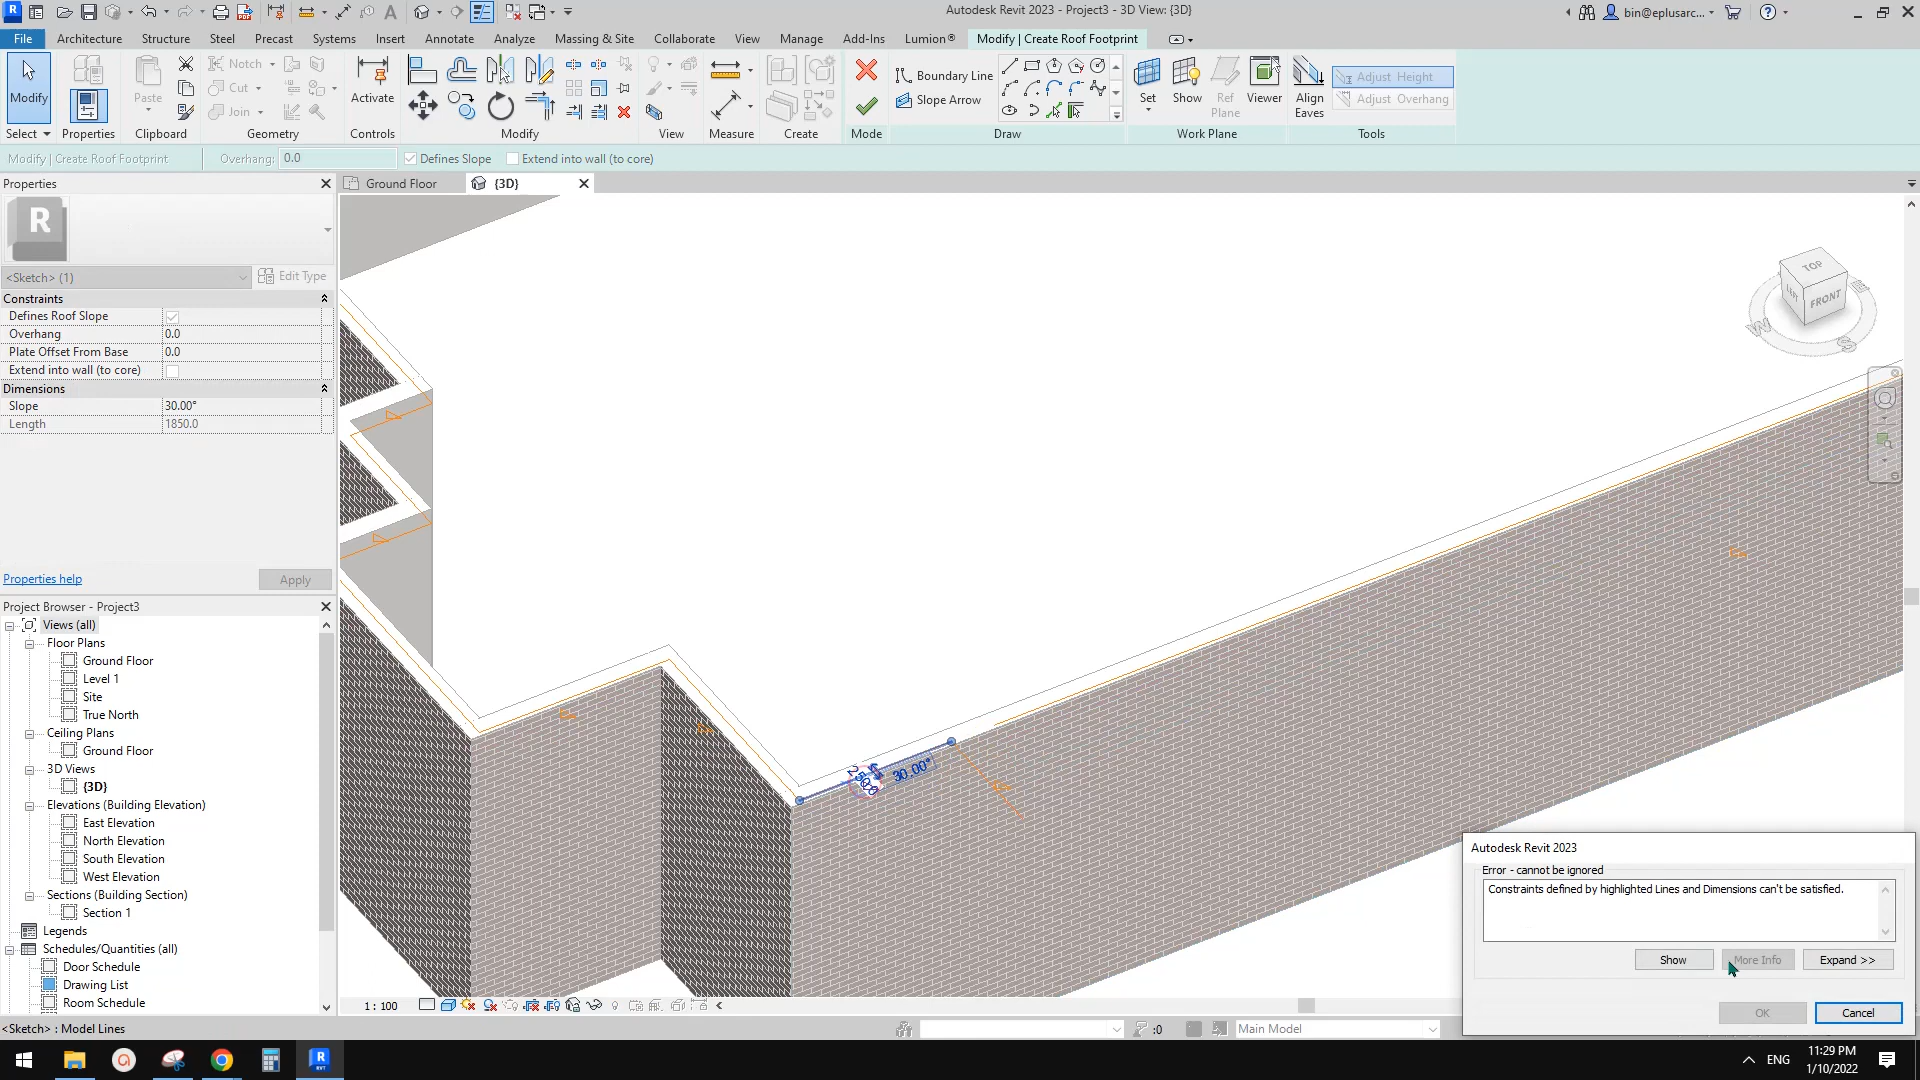 Autodesk Revit 2023 - Project3 - 3D View: {3D}
bin@eplusarc...
File Architecture Structure Steel Precast Systems Insert Annotate Analyze Massing & Site Collaborate View Manage Add-Ins Lumion® Modify | Create Roof Footprint
Modify
Paste
Notch
Cut
Join
Activate
Boundary Line
Slope Arrow
Set
Show
Ref Plane
Viewer
Align Eaves
Adjust Height
Adjust Overhang
Select Properties Clipboard Geometry Controls Modify View Measure Create Mode Draw Work Plane Tools
Modify | Create Roof Footprint Overhang: 0.0 Defines Slope Extend into wall (to core)
Properties
Ground Floor
{3D}
R
<Sketch> (1)
Edit Type
Constraints
Defines Roof Slope
Overhang 0.0
Plate Offset From Base 0.0
Extend into wall (to core)
Dimensions
Slope 30.00°
Length 1850.0
Properties help
Apply
Project Browser - Project3
Views (all)
Floor Plans
Ground Floor
Level 1
Site
True North
Ceiling Plans
Ground Floor
3D Views
{3D}
Elevations (Building Elevation)
East Elevation
North Elevation
South Elevation
West Elevation
Sections (Building Section)
Section 1
Legends
Schedules/Quantities (all)
Door Schedule
Drawing List
Room Schedule
TOP
LEFT
FRONT
W
S
30.00°
Autodesk Revit 2023
Error - cannot be ignored
Constraints defined by highlighted Lines and Dimensions can't be satisfied.
Show
More Info
Expand >>
OK
Cancel
1 : 100
<Sketch> : Model Lines
:0
Main Model
ENG
11:29 PM
1/10/2022